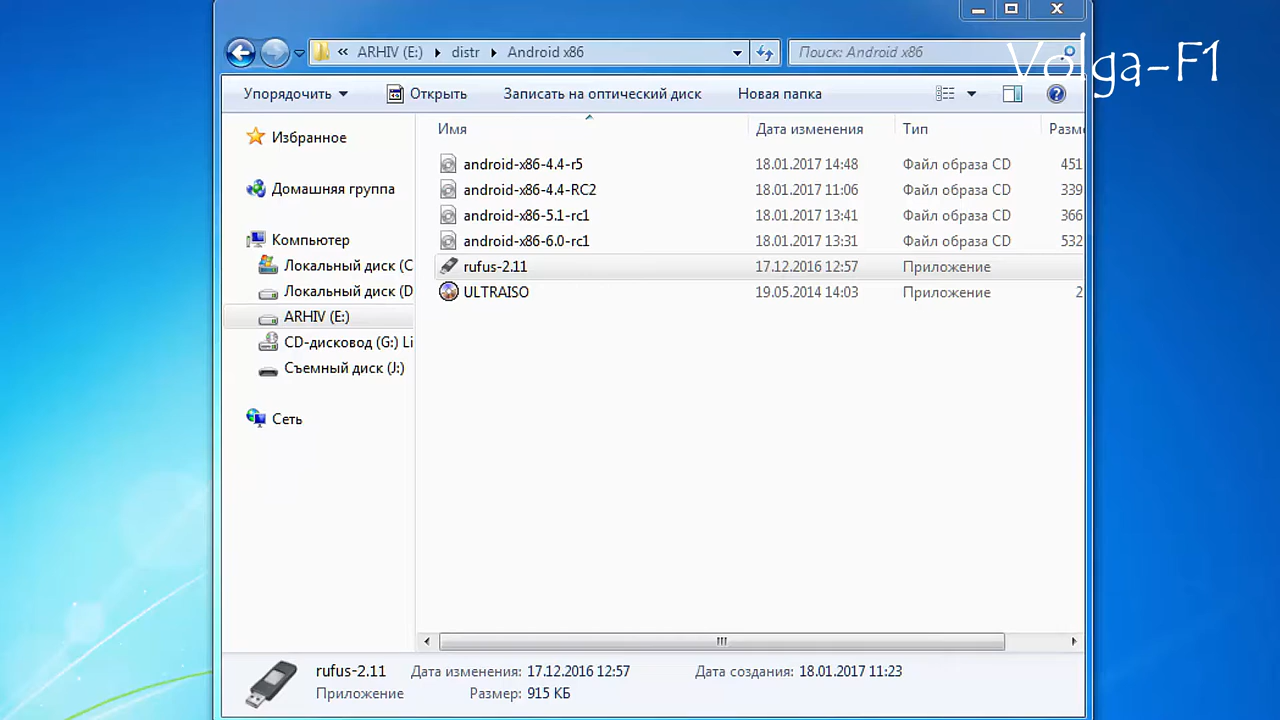 « ARHIV (E:) distr Android x86
Поиск: Android x86
Volga-F1
Упорядочить Открыть Записать на оптический диск Новая папка
Имя Дата изменения Тип
Избранное
Домашняя группа
Компьютер
Локальный диск (C
Локальный диск (D
ARHIV (E:)
CD-дисковод (G:) Li
Съемный диск (J:)
Сеть
android-x86-4.4-r5 18.01.2017 14:48 Файл образа CD 451
android-x86-4.4-RC2 18.01.2017 11:06 Файл образа CD 339
android-x86-5.1-rc1 18.01.2017 13:41 Файл образа CD 366
android-x86-6.0-rc1 18.01.2017 13:31 Файл образа CD 532
rufus-2.11 17.12.2016 12:57 Приложение
ULTRAISO 19.05.2014 14:03 Приложение 2
rufus-2.11 Дата изменения: 17.12.2016 12:57 Дата создания: 18.01.2017 11:23
Приложение Размер: 915 КБ